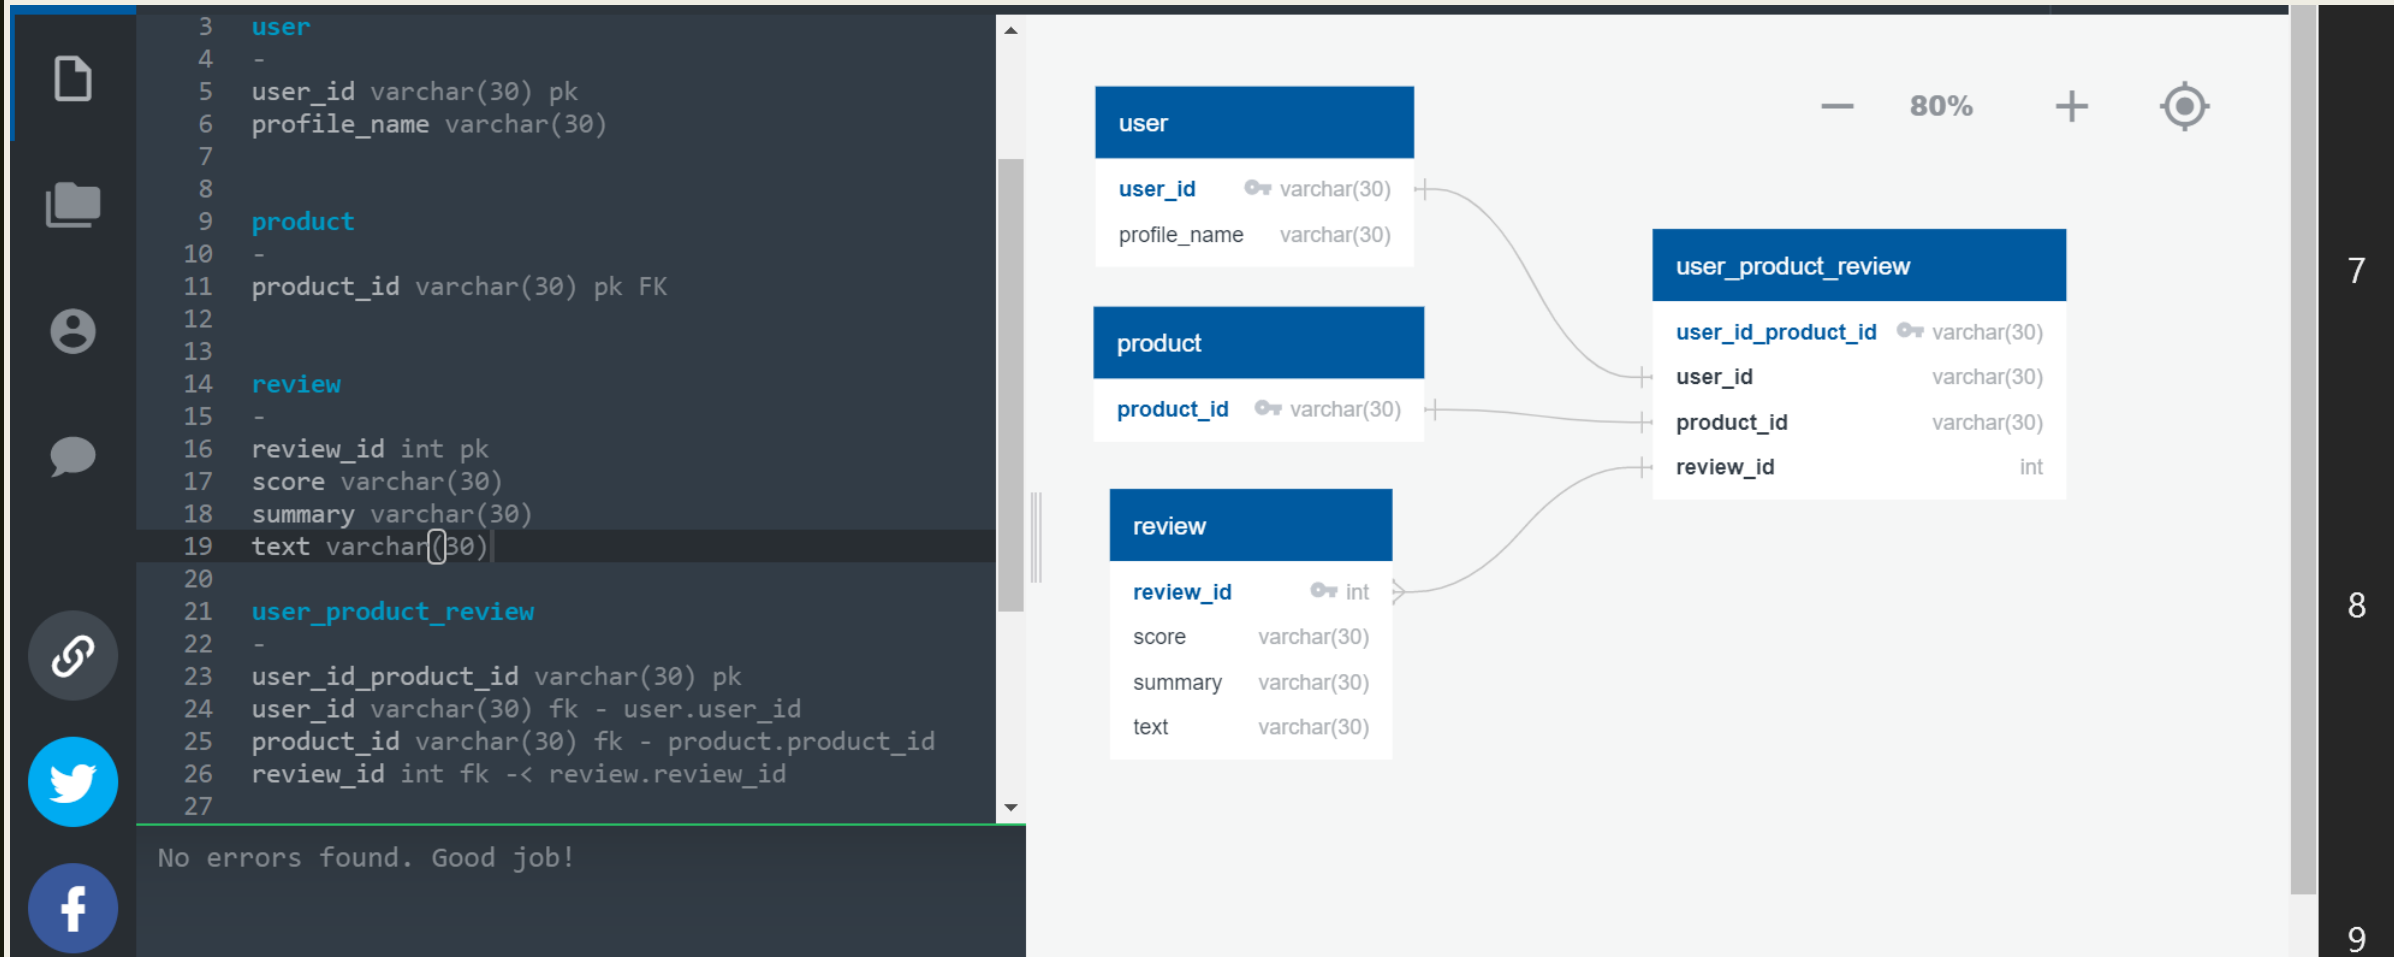 3 user
4 -
5 user_id varchar(30) pk
6 profile_name varchar(30)
7
8
9 product
10 -
11 product_id varchar(30) pk FK
12
13
14 review
15 -
16 review_id int pk
17 score varchar(30)
18 summary varchar(30)
19 text varchar(30)
20
21 user_product_review
22 -
23 user_id_product_id varchar(30) pk
24 user_id varchar(30) fk - user.user_id
25 product_id varchar(30) fk - product.product_id
26 review_id int fk -< review.review_id
27
No errors found. Good job!
80%
user
user_id varchar(30)
profile_name varchar(30)
product
product_id varchar(30)
review
review_id int
score varchar(30)
summary varchar(30)
text varchar(30)
user_product_review
user_id_product_id varchar(30)
user_id varchar(30)
product_id varchar(30)
review_id int
7
8
9